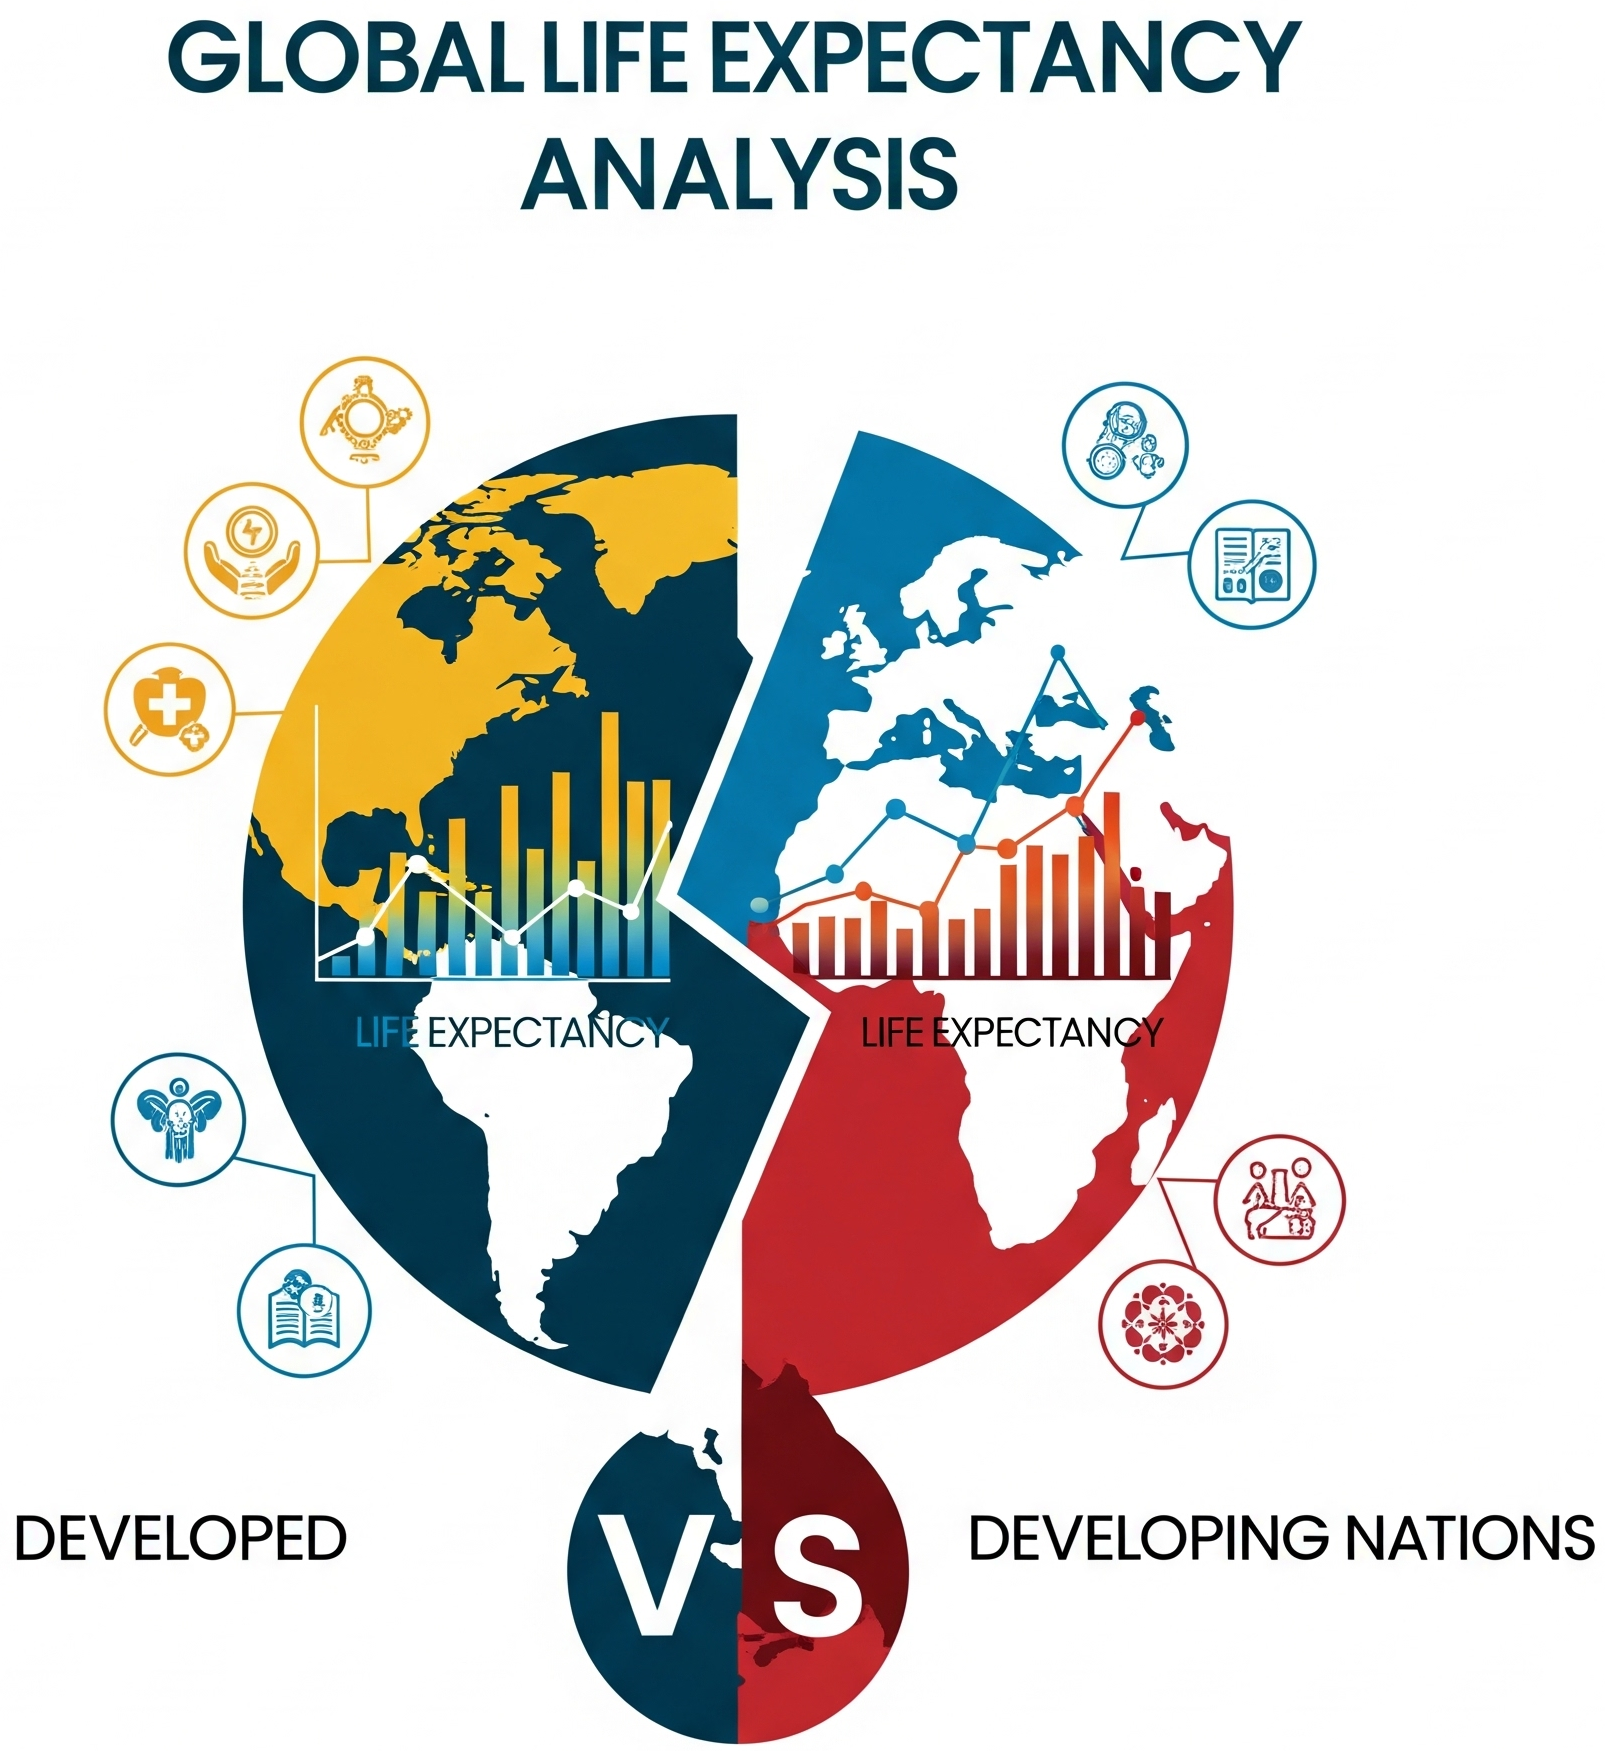 GLOBAL LIFE EXPECTANCY
ANALYSIS
LIFE EXPECTANCY
LIFE EXPECTANCY
DEVELOPED
VS
DEVELOPING NATIONS